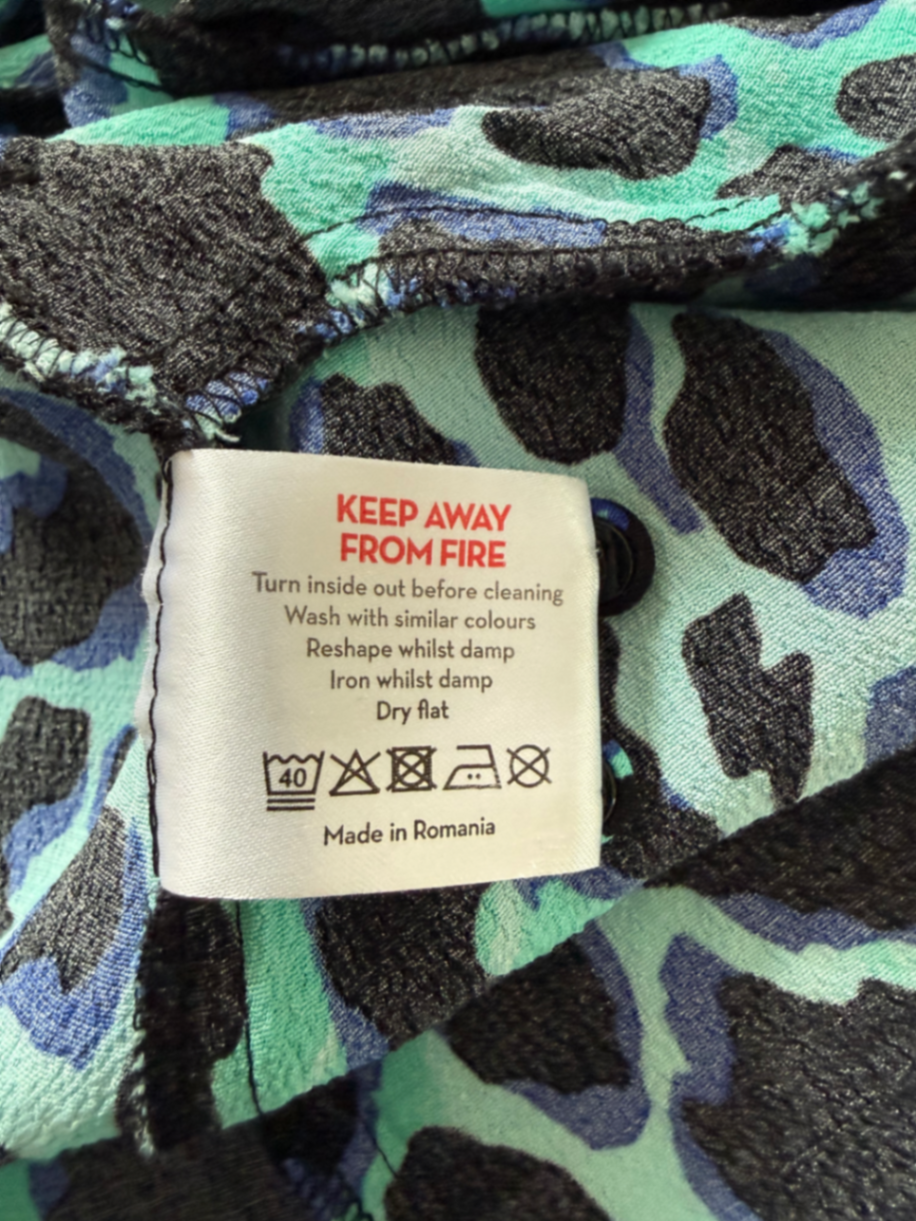 KEEP AWAY
FROM FIRE
Turn inside out before cleaning
Wash with similar colours
Reshape whilst damp
Iron whilst damp
Dry flat
40
Made in Romania